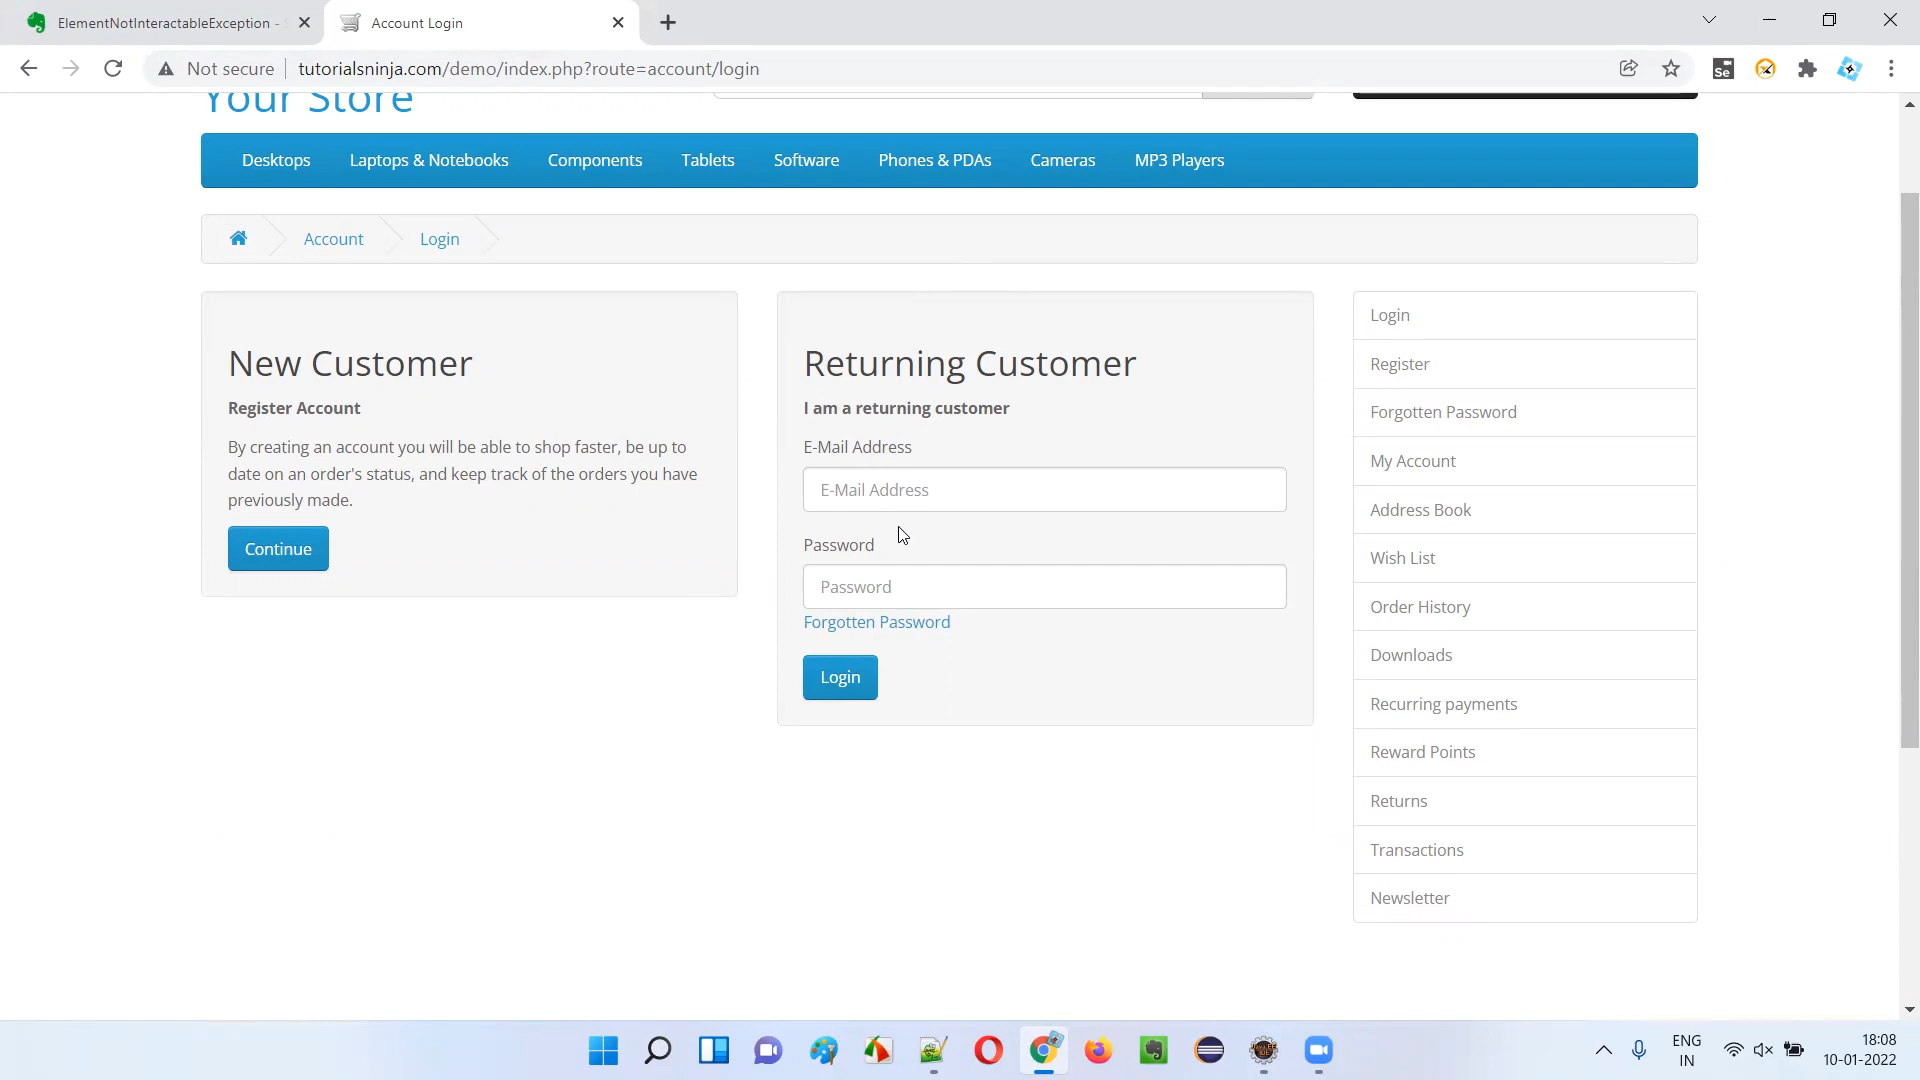 ElementNotInteractableException -
Account Login
Not secure
tutorialsninja.com/demo/index.php?route=account/login
Se
Your Store
Desktops
Laptops & Notebooks
Components
Tablets
Software
Phones & PDAs
Cameras
MP3 Players
Account
Login
New Customer
Register Account
By creating an account you will be able to shop faster, be up to
date on an order's status, and keep track of the orders you have
previously made.
Continue
Returning Customer
I am a returning customer
E-Mail Address
E-Mail Address
Password
Password
Forgotten Password
Login
Login
Register
Forgotten Password
My Account
Address Book
Wish List
Order History
Downloads
Recurring payments
Reward Points
Returns
Transactions
Newsletter
ENG
IN
18:08
10-01-2022